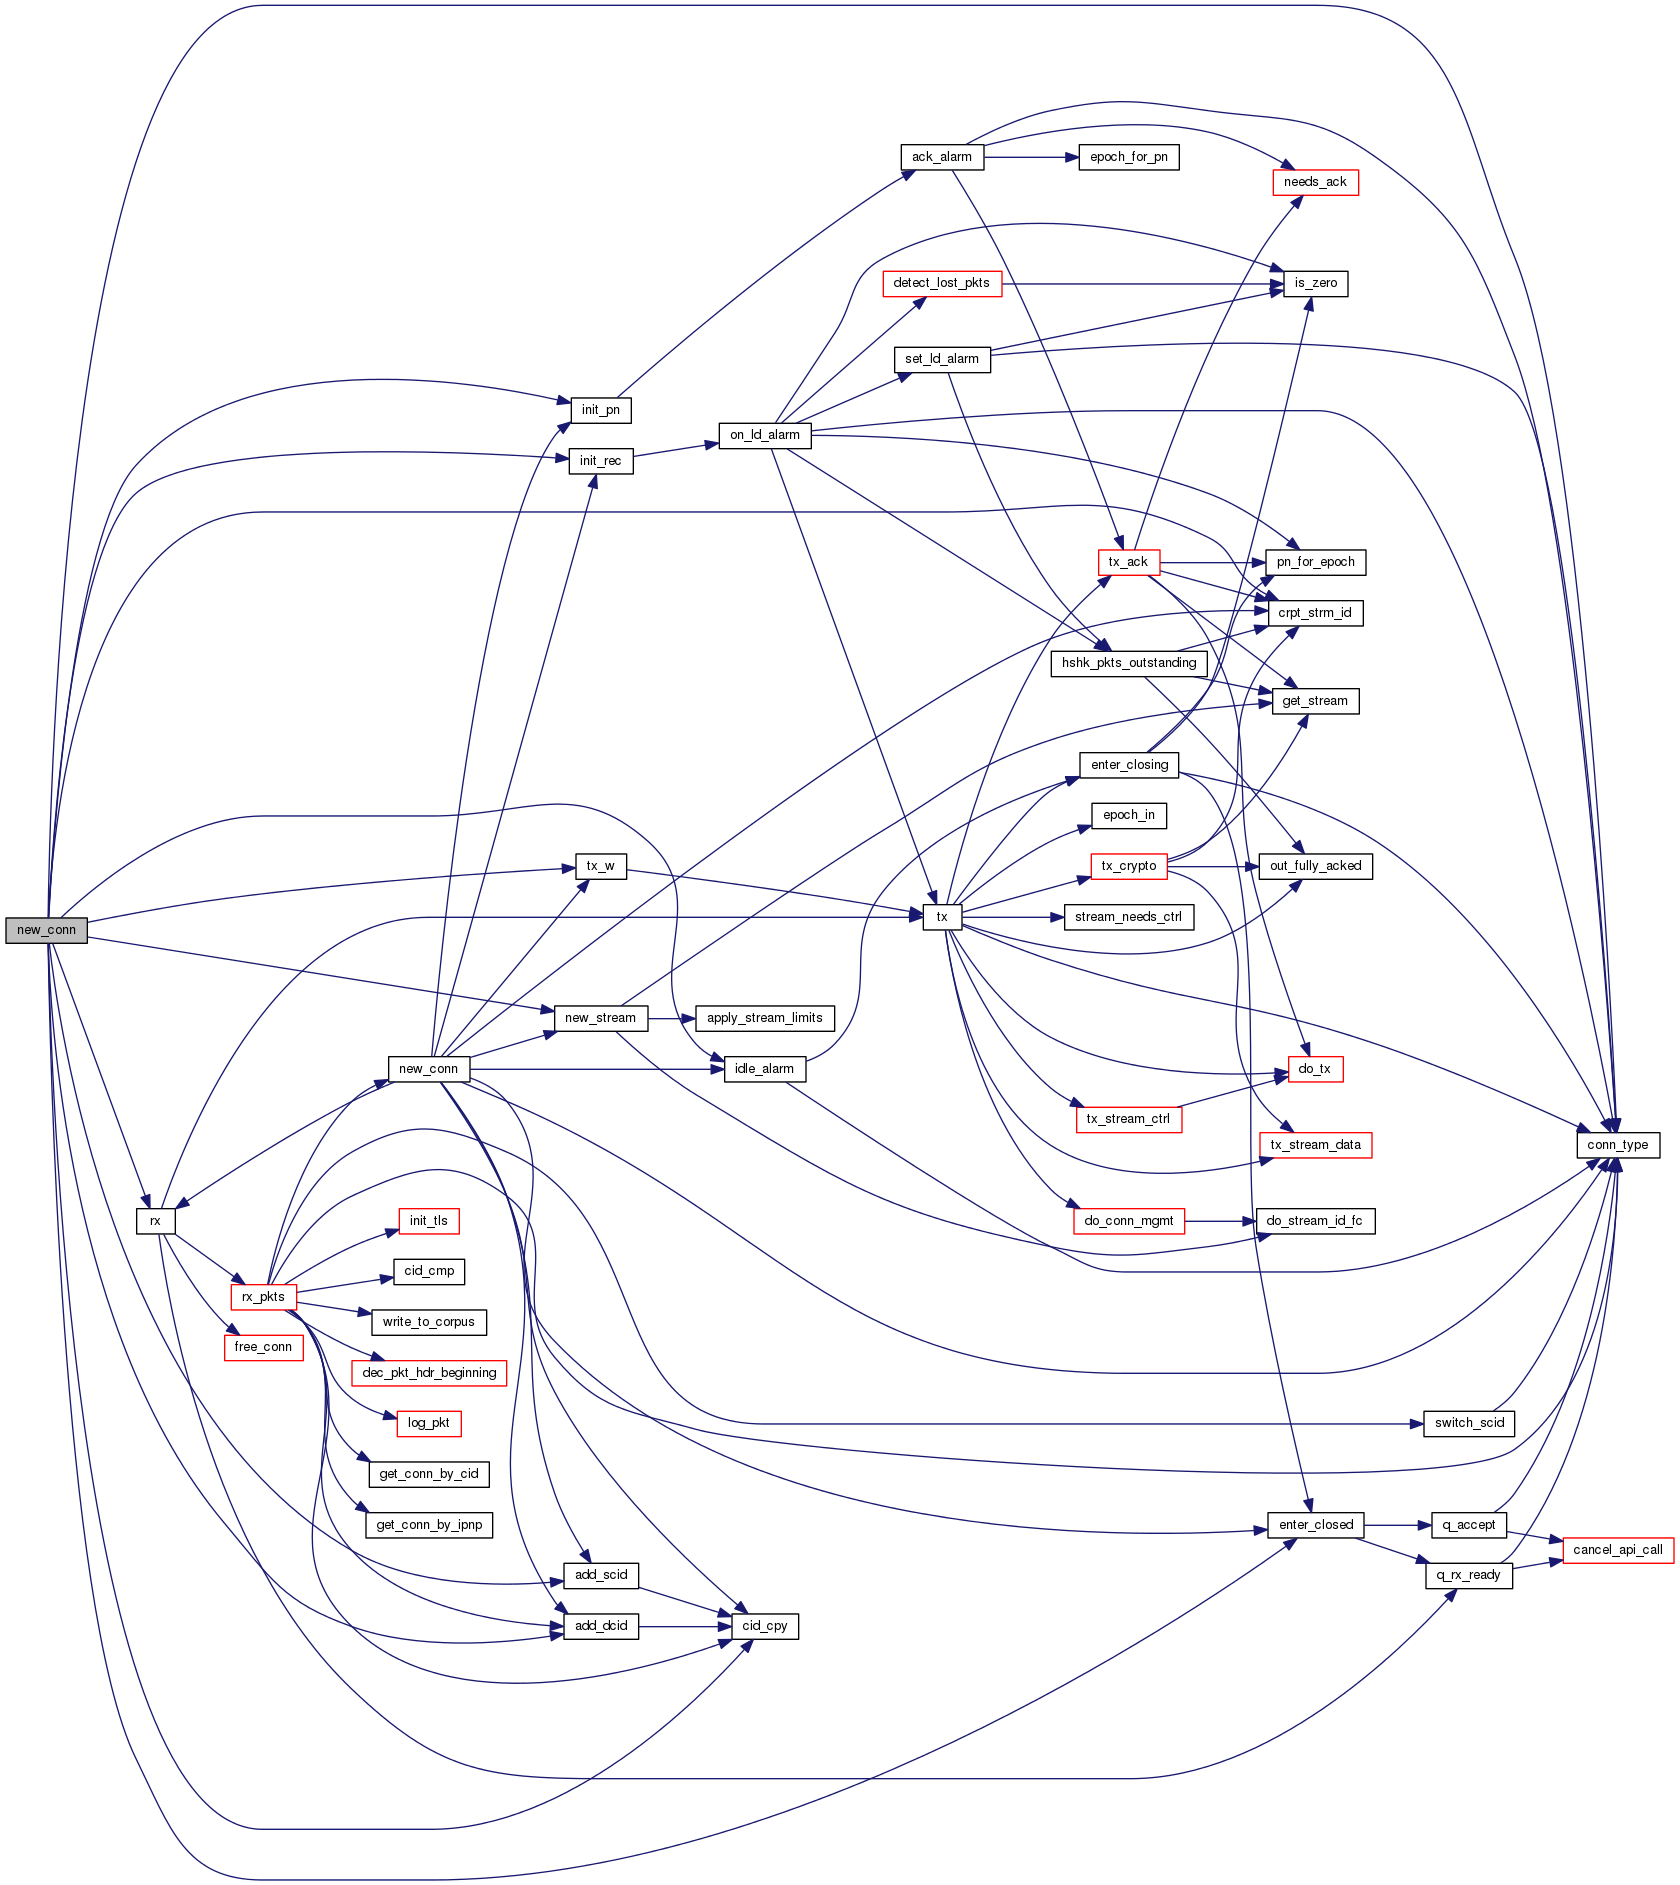 new_conn
ack_alarm
epoch_for_pn
needs_ack
detect_lost_pkts
is_zero
set_ld_alarm
init_pn
on_ld_alarm
init_rec
tx_ack
pn_for_epoch
crpt_strm_id
hshk_pkts_outstanding
get_stream
enter_closing
epoch_in
tx_w
tx_crypto
out_fully_acked
tx
stream_needs_ctrl
new_stream
apply_stream_limits
new_conn
idle_alarm
do_tx
tx_stream_ctrl
tx_stream_data
conn_type
rx
init_tls
do_conn_mgmt
do_stream_id_fc
cid_cmp
rx_pkts
write_to_corpus
free_conn
dec_pkt_hdr_beginning
log_pkt
switch_scid
get_conn_by_cid
get_conn_by_ipnp
enter_closed
q_accept
cancel_api_call
add_scid
q_rx_ready
add_dcid
cid_cpy